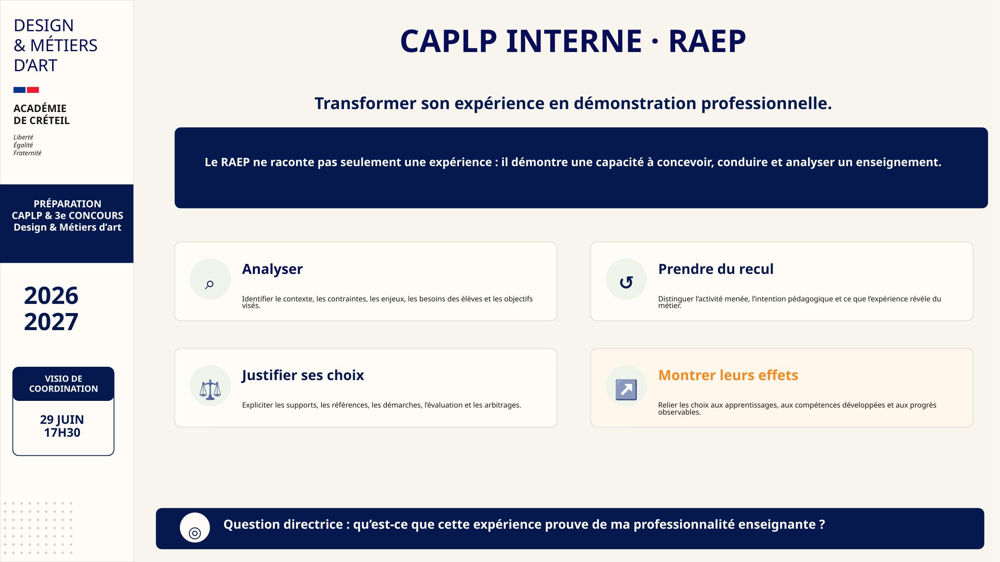 DESIGN
& MÉTIERS
D’ART
ACADÉMIE
DE CRÉTEIL
Liberté
Égalité
Fraternité
PRÉPARATION
CAPLP & 3e CONCOURS
Design & Métiers d’art
2026
2027
VISIO DE
COORDINATION
29 JUIN
17H30
CAPLP INTERNE · RAEP
Transformer son expérience en démonstration professionnelle.
Le RAEP ne raconte pas seulement une expérience : il démontre une capacité à concevoir, conduire et analyser un enseignement.
Analyser
Identifier le contexte, les contraintes, les enjeux, les besoins des élèves et les objectifs
visés.
Prendre du recul
Distinguer l’activité menée, l’intention pédagogique et ce que l’expérience révèle du
métier.
Justifier ses choix
Expliciter les supports, les références, les démarches, l’évaluation et les arbitrages.
Montrer leurs effets
Relier les choix aux apprentissages, aux compétences développées et aux progrès
observables.
Question directrice : qu’est-ce que cette expérience prouve de ma professionnalité enseignante ?